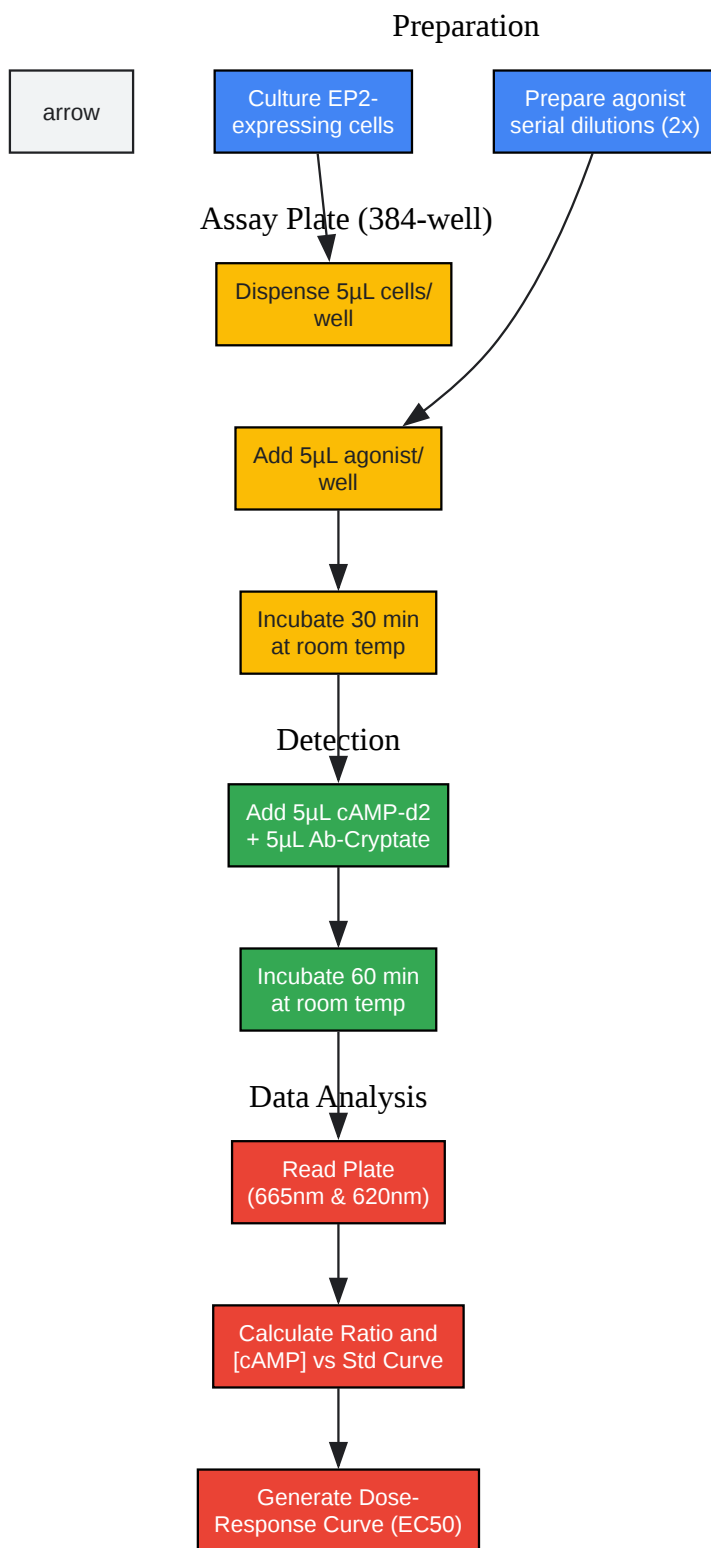 Preparation
arrow
Culture EP2-
expressing cells
Prepare agonist
serial dilutions (2x)
Assay Plate (384-well)
Dispense 5µL cells/
well
Add 5µL agonist/
well
Incubate 30 min
at room temp
Detection
Add 5µL cAMP-d2
+ 5µL Ab-Cryptate
Incubate 60 min
at room temp
Data Analysis
Read Plate
(665nm & 620nm)
Calculate Ratio and
[cAMP] vs Std Curve
Generate Dose-
Response Curve (EC50)